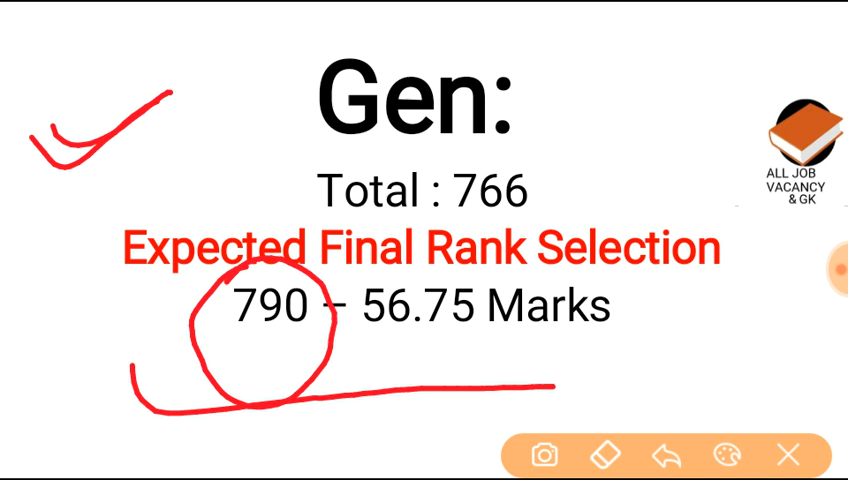 Gen:
Total : 766
Expected Final Rank Selection
790 – 56.75 Marks
ALL JOB
VACANCY
& GK